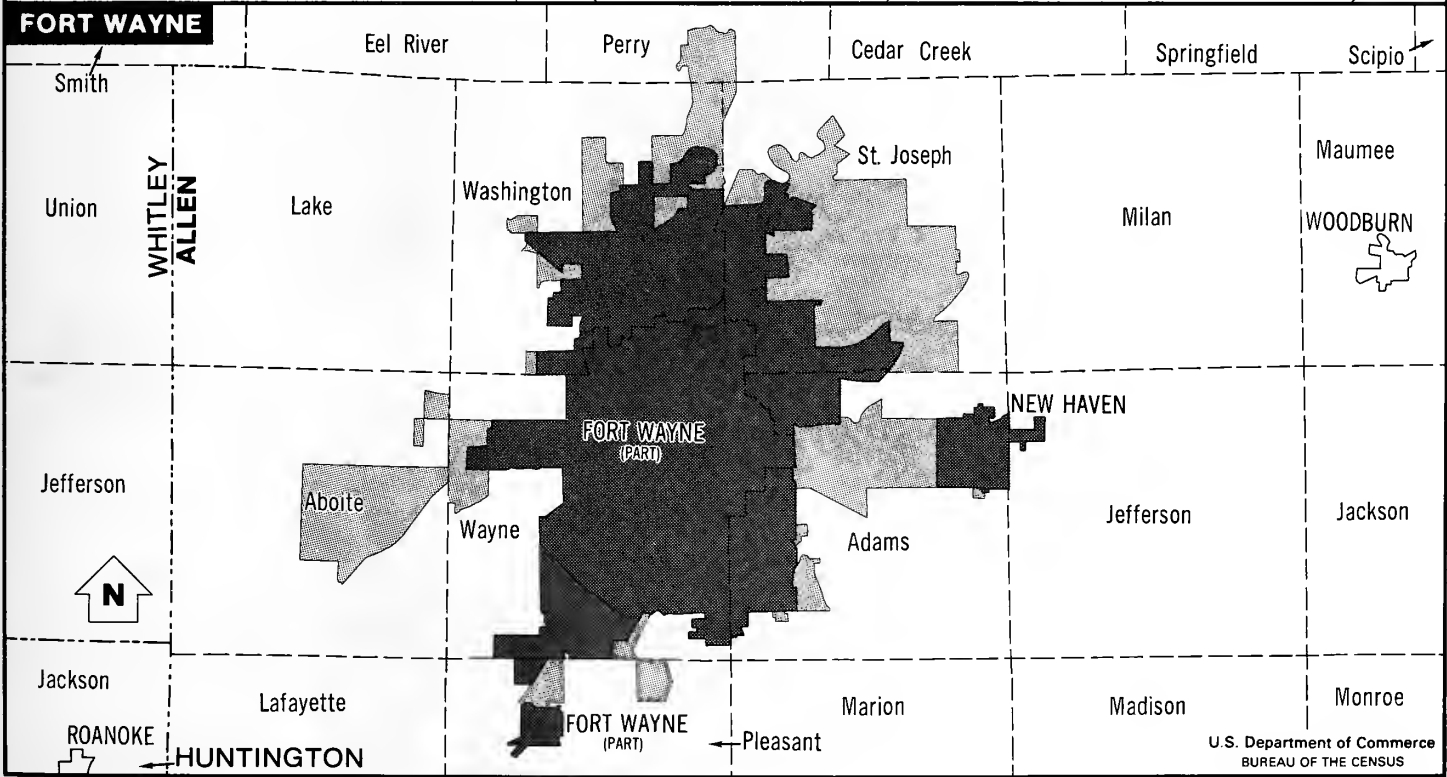 FORT WAYNE
Smith
Eel River
Perry
Cedar Creek
Springfield
Scipio
Union
WHITLEY
ALLEN
Lake
Washington
St. Joseph
Milan
Maumee
WOODBURN
Jefferson
Aboite
Wayne
FORT WAYNE
(PART)
NEW HAVEN
Adams
Jefferson
Jackson
N
Jackson
ROANOKE
HUNTINGTON
Lafayette
FORT WAYNE
(PART)
Pleasant
Marion
Madison
Monroe
U.S. Department of Commerce
BUREAU OF THE CENSUS